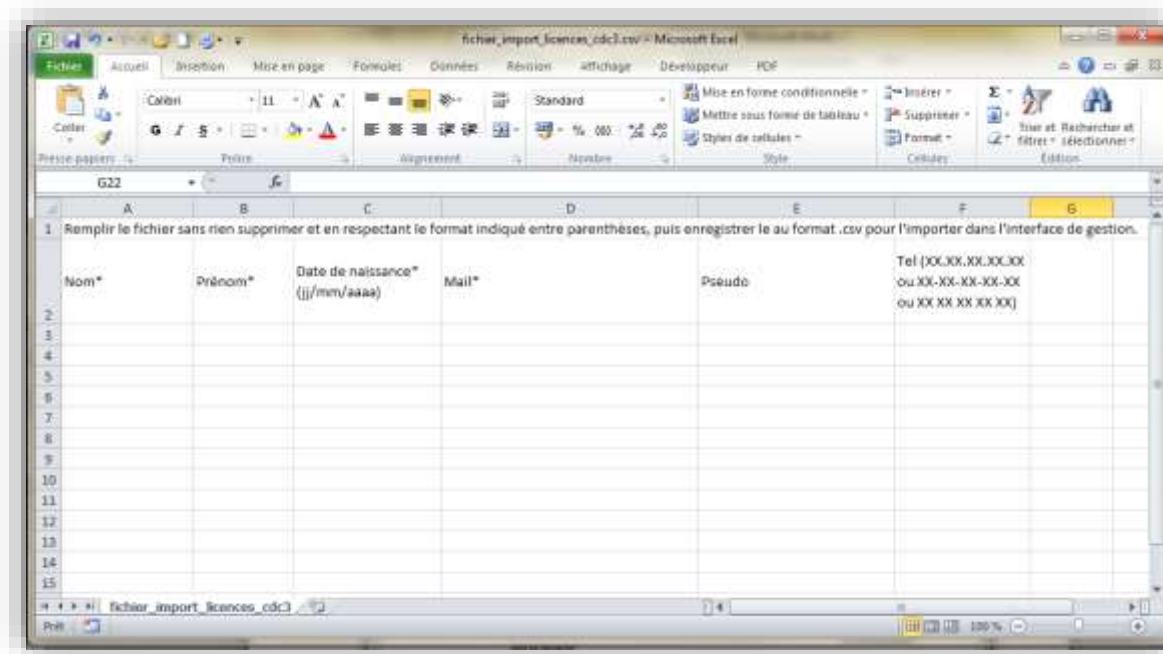 fichier_import_licences_cdc3.csv - Microsoft Excel
Fichier Accueil Insertion Mise en page Formules Données Révision Affichage Développeur PDF
Calibri 11 Standard Mise en forme conditionnelle Insérer Σ
Coller G I S % 000 Mettre sous forme de tableau Supprimer Trier et Rechercher et
Styles de cellules Format filtrer sélectionner
Presse-papiers Police Alignement Nombre Style Cellules Édition
G22 fx
A B C D E F G
1 Remplir le fichier sans rien supprimer et en respectant le format indiqué entre parenthèses, puis enregistrer le au format .csv pour l'importer dans l'interface de gestion.
Tel (XX.XX.XX.XX.XX
Nom* Prénom* Date de naissance* Mail* Pseudo ou XX-XX-XX-XX-XX
(jj/mm/aaaa) ou XX XX XX XX XX)
2
3
4
5
6
7
8
9
10
11
12
13
14
15
fichier_import_licences_cdc3
Prêt 100 %